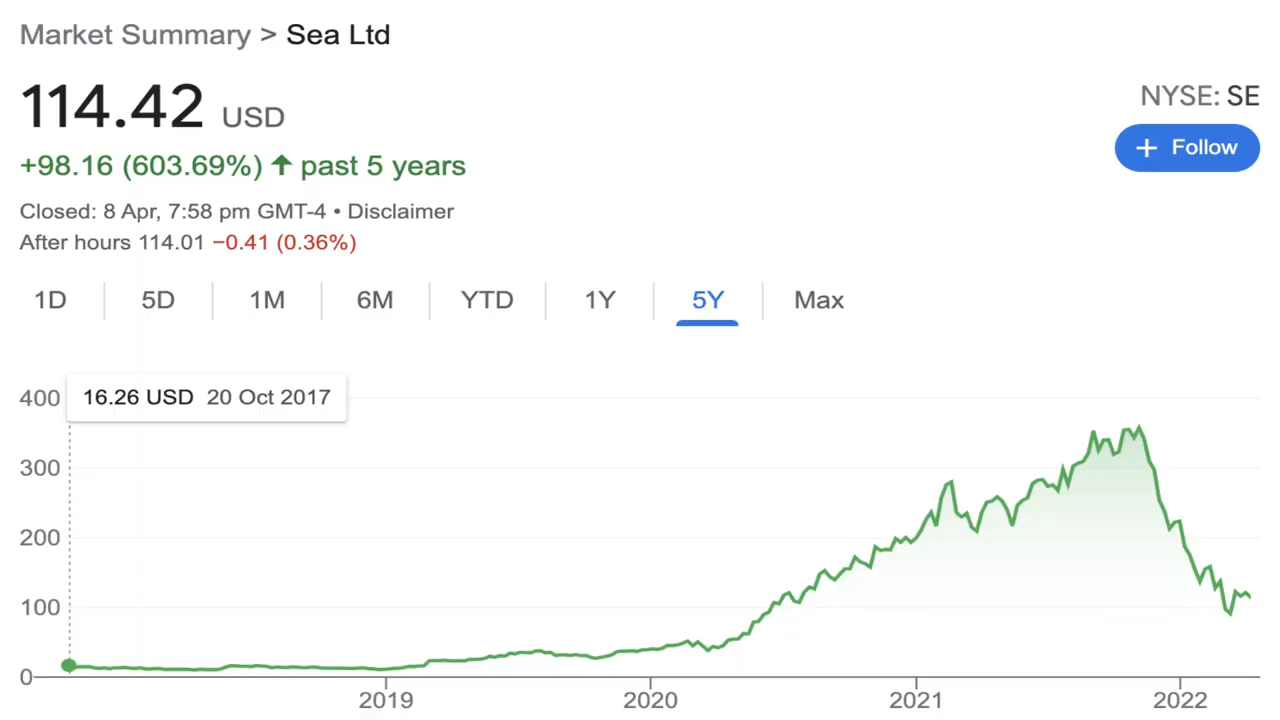 Market Summary > Sea Ltd
114.42 USD
NYSE: SE
+ Follow
+98.16 (603.69%) ↑ past 5 years
Closed: 8 Apr, 7:58 pm GMT-4 • Disclaimer
After hours 114.01 −0.41 (0.36%)
1D 5D 1M 6M YTD 1Y 5Y Max
400
16.26 USD 20 Oct 2017
300
200
100
0
2019 2020 2021 2022